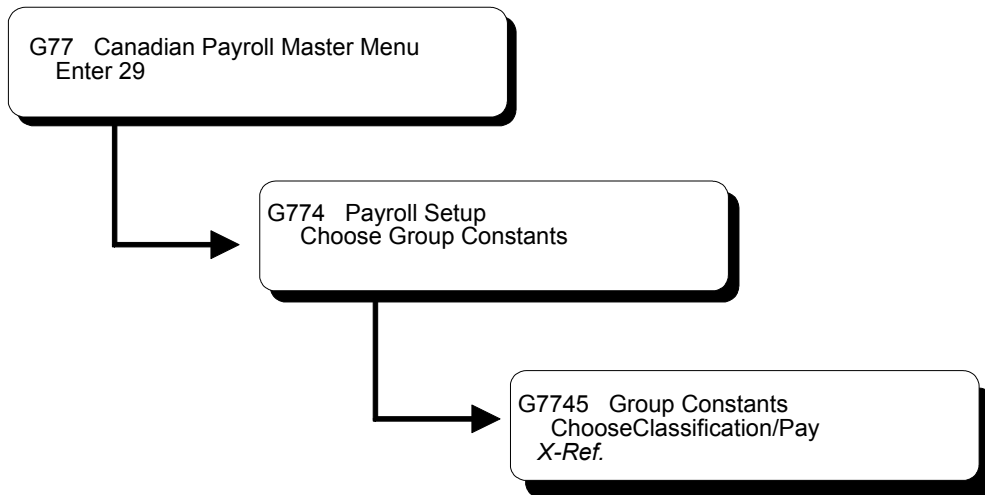 G77 Canadian Payroll Master Menu
Enter 29
G774 Payroll Setup
Choose Group Constants
G7745 Group Constants
ChooseClassification/Pay
X-Ref.